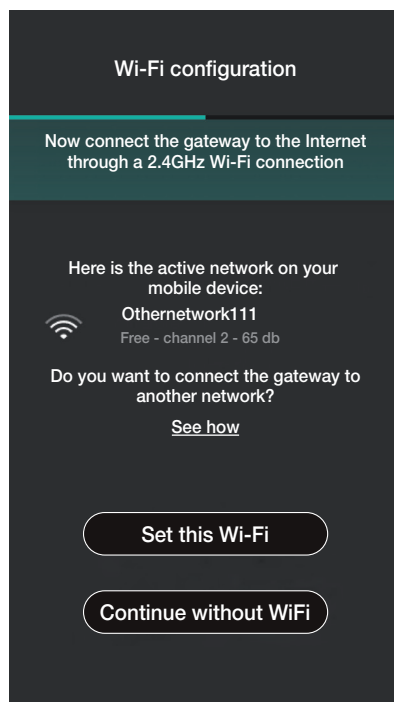 Wi-Fi configuration
Now connect the gateway to the Internet
through a 2.4GHz Wi-Fi connection
Here is the active network on your
mobile device:
Othernetwork111
Free - channel 2 - 65 db
Do you want to connect the gateway to
another network?
See how
Set this Wi-Fi
Continue without WiFi